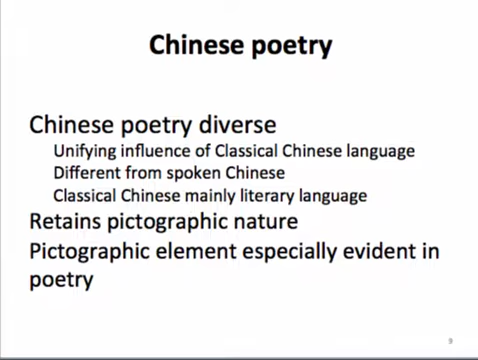 Chinese poetry
Chinese poetry diverse
Unifying influence of Classical Chinese language
Different from spoken Chinese
Classical Chinese mainly literary language
Retains pictographic nature
Pictographic element especially evident in
poetry
9